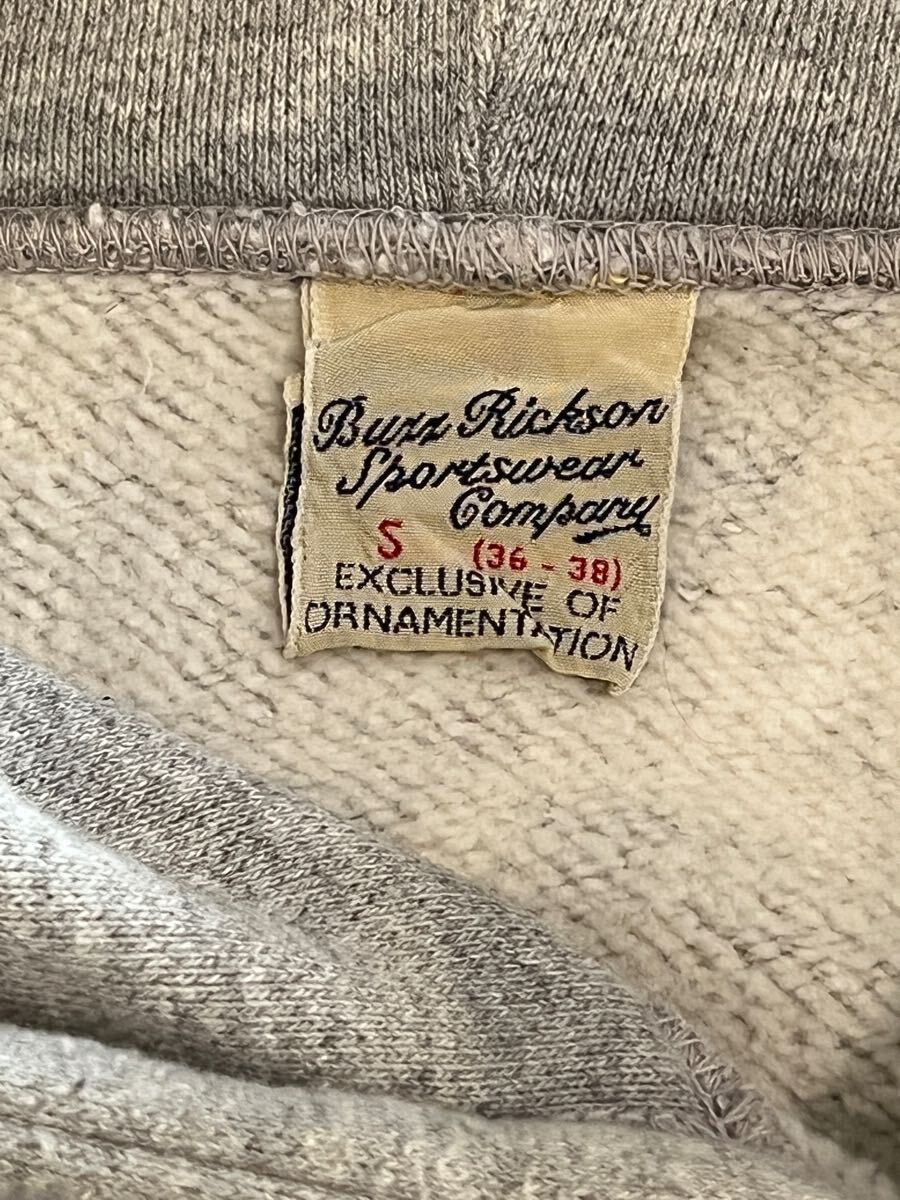 Buzz Rickson
Sportswear
Company
S (36 - 38)
EXCLUSIVE OF
ORNAMENTATION